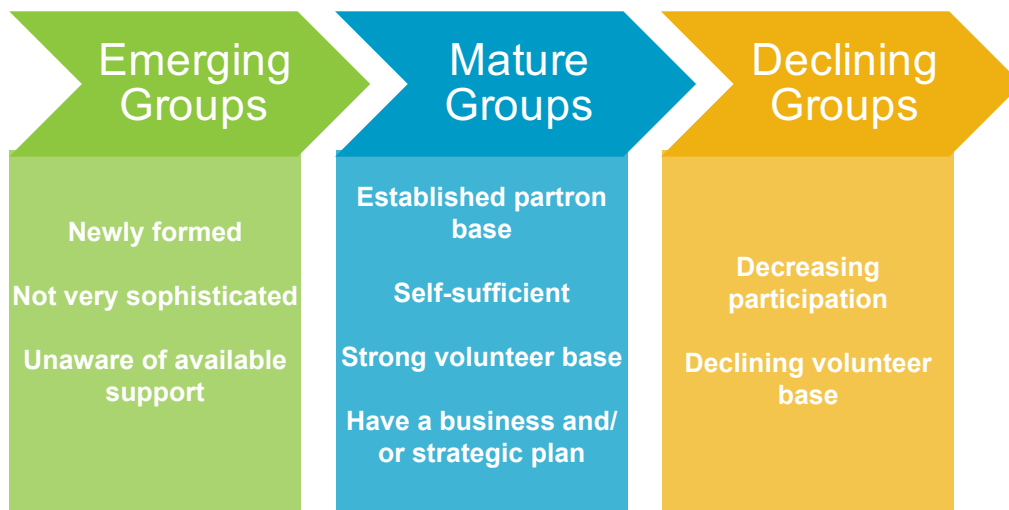 Emerging
Groups
Newly formed
Not very sophisticated
Unaware of available
support
Mature
Groups
Established partron
base
Self-sufficient
Strong volunteer base
Have a business and/
or strategic plan
Declining
Groups
Decreasing
participation
Declining volunteer
base